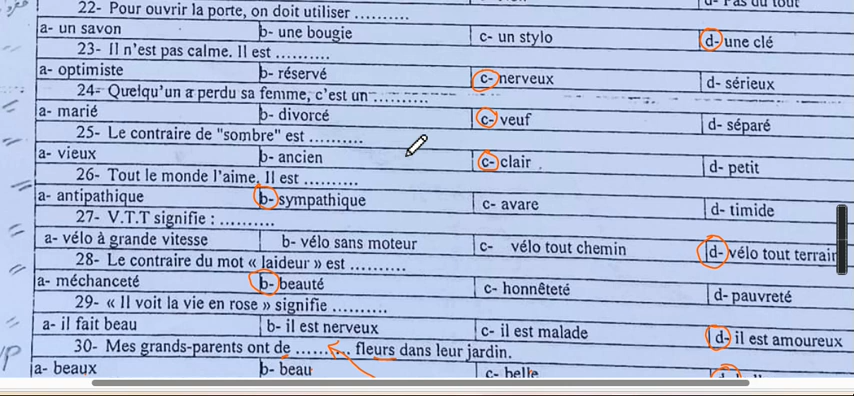 22- Pour ouvrir la porte, on doit utiliser ..........
a- un savon b- une bougie c- un stylo d- une clé
23- Il n'est pas calme. Il est ..........
a- optimiste b- réservé c- nerveux d- sérieux
24- Quelqu'un a perdu sa femme, c'est un ..........
a- marié b- divorcé c- veuf d- séparé
25- Le contraire de "sombre" est ..........
a- vieux b- ancien c- clair d- petit
26- Tout le monde l'aime. Il est ..........
a- antipathique b- sympathique c- avare d- timide
27- V.T.T signifie : ..........
a- vélo à grande vitesse b- vélo sans moteur c- vélo tout chemin d- vélo tout terrain
28- Le contraire du mot « laideur » est ..........
a- méchanceté b- beauté c- honnêteté d- pauvreté
29- « Il voit la vie en rose » signifie ..........
a- il fait beau b- il est nerveux c- il est malade d- il est amoureux
30- Mes grands-parents ont de .......... fleurs dans leur jardin.
a- beaux b- beau c- belle